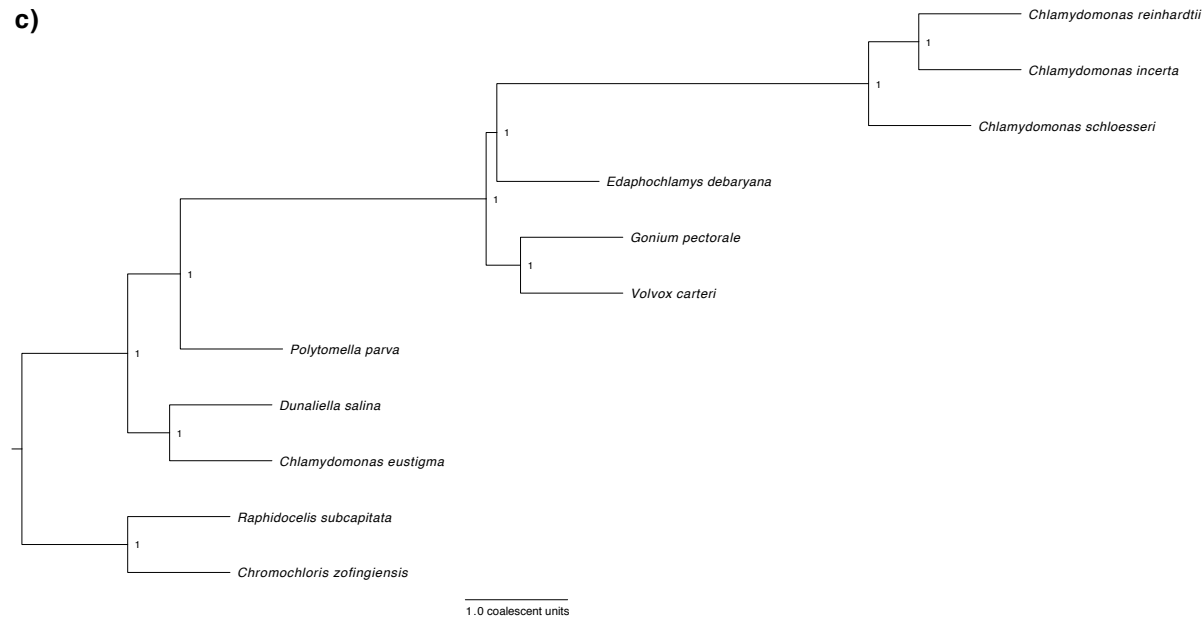 c)
Chlamydomonas reinhardtii
1
Chlamydomonas incerta
1
Chlamydomonas schloesseri
1
Edaphochlamys debaryana
1
Gonium pectorale
1
Volvox carteri
1
Polytomella parva
1
Dunaliella salina
1
Chlamydomonas eustigma
Raphidocelis subcapitata
1
Chromochloris zofingiensis
1.0 coalescent units